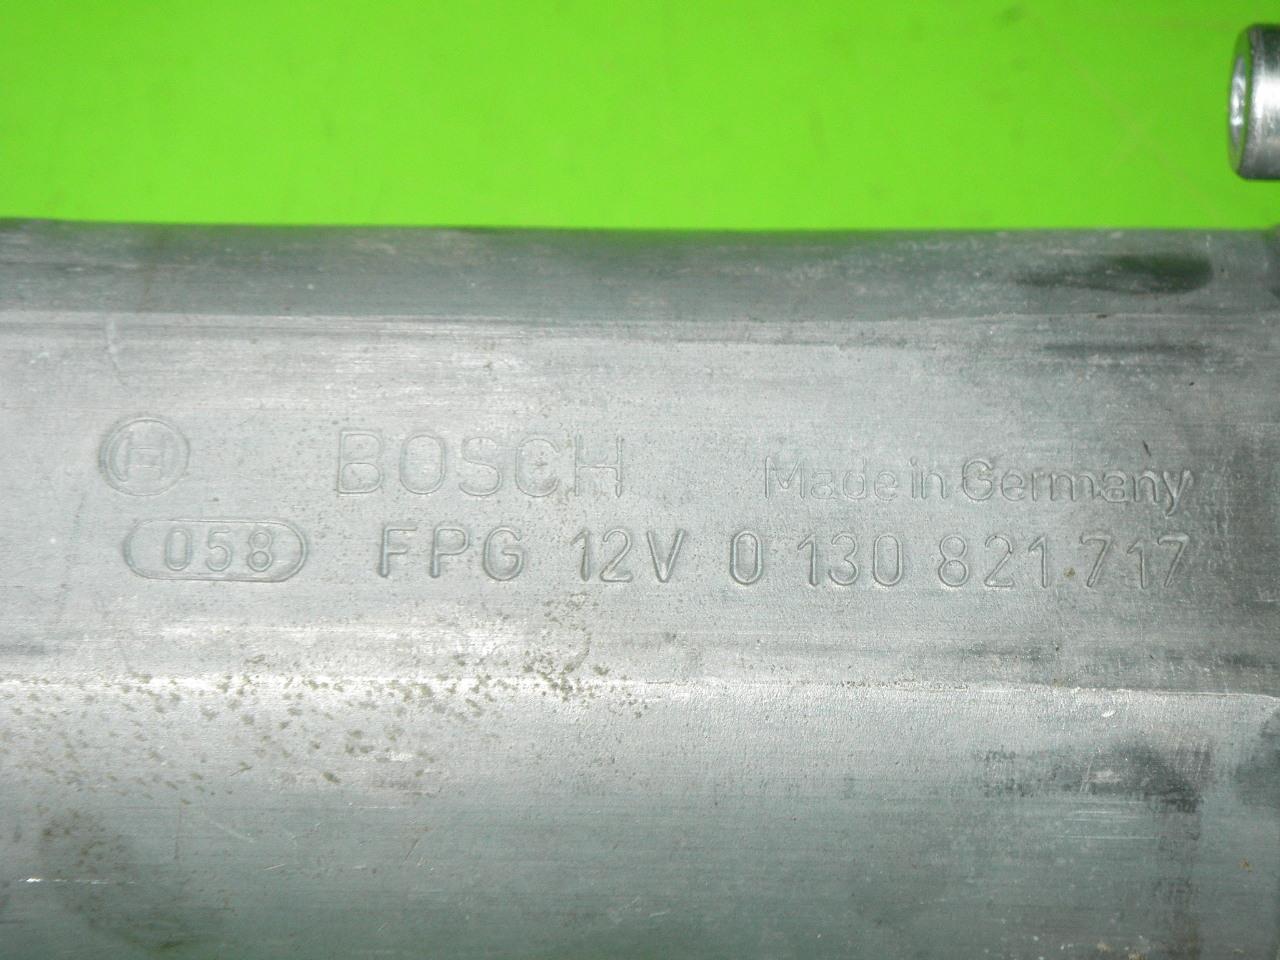 BOSCH Made in Germany
058 FPG 12V 0 130 821 717